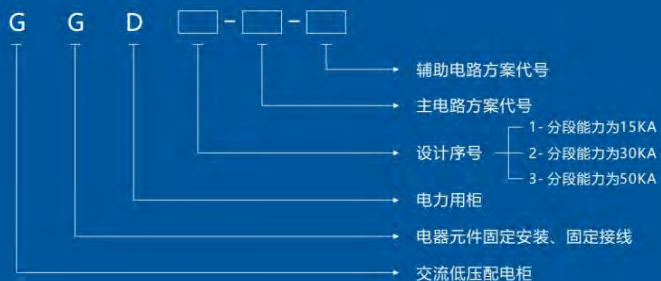 G G D □-□-□
辅助电路方案代号
主电路方案代号
1- 分段能力为15KA
设计序号
2- 分段能力为30KA
3- 分段能力为50KA
电力用柜
电器元件固定安装、固定接线
交流低压配电柜